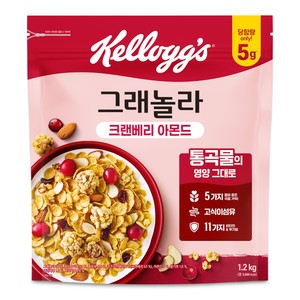 Kellogg's
당함량
only!
5g
그래놀라
크랜베리 아몬드
통곡물의
영양 그대로
5가지
고식이섬유
11가지
1.2 kg